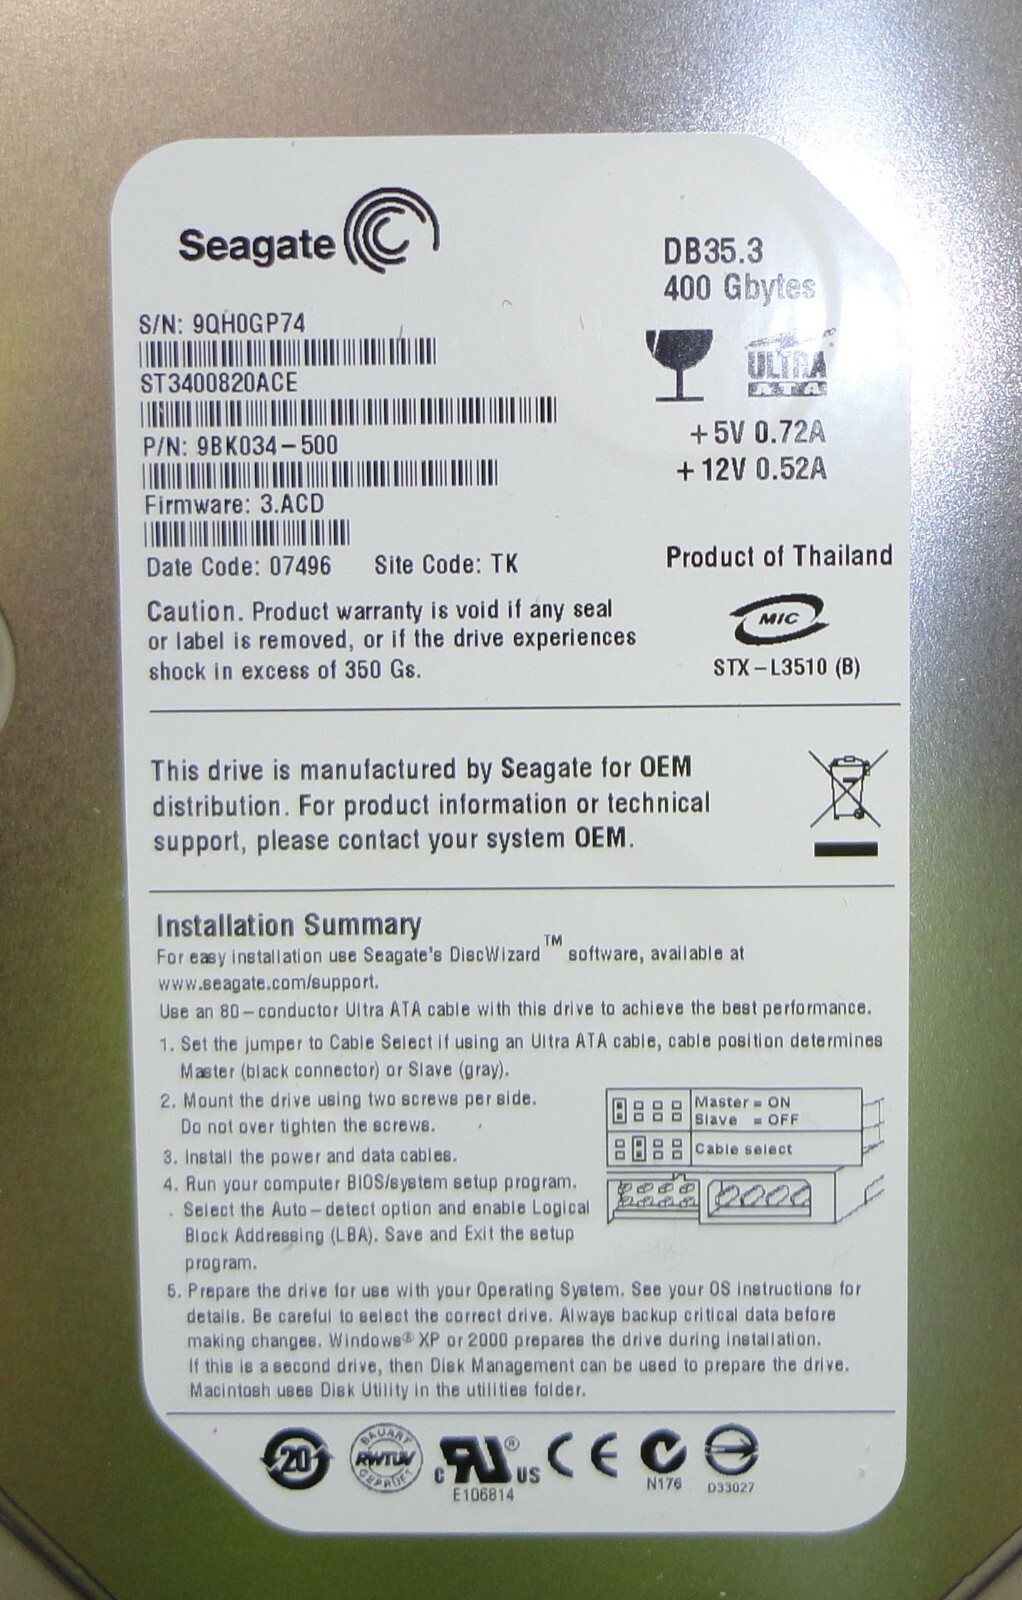 Seagate
DB35.3
400 Gbytes
S/N: 9QH0GP74
ST3400820ACE
ULTRA
ATA
P/N: 9BK034-500
+5V 0.72A
+12V 0.52A
Firmware: 3.ACD
Date Code: 07496 Site Code: TK
Product of Thailand
Caution. Product warranty is void if any seal
or label is removed, or if the drive experiences
shock in excess of 350 Gs.
MIC
STX-L3510 (B)
This drive is manufactured by Seagate for OEM
distribution. For product information or technical
support, please contact your system OEM.
Installation Summary
For easy installation use Seagate's DiscWizard™ software, available at
www.seagate.com/support.
Use an 80-conductor Ultra ATA cable with this drive to achieve the best performance.
1. Set the jumper to Cable Select if using an Ultra ATA cable, cable position determines
Master (black connector) or Slave (gray).
2. Mount the drive using two screws per side.
Do not over tighten the screws.
3. Install the power and data cables.
4. Run your computer BIOS/system setup program.
Select the Auto-detect option and enable Logical
Block Addressing (LBA). Save and Exit the setup
program.
Master = ON
Slave = OFF
Cable select
5. Prepare the drive for use with your Operating System. See your OS instructions for
details. Be careful to select the correct drive. Always backup critical data before
making changes. Windows® XP or 2000 prepares the drive during installation.
If this is a second drive, then Disk Management can be used to prepare the drive.
Macintosh uses Disk Utility in the utilities folder.
20
BAUART
RWTUV
GEPRÜFT
C RU ® US
E106814
CE
N176
D33027